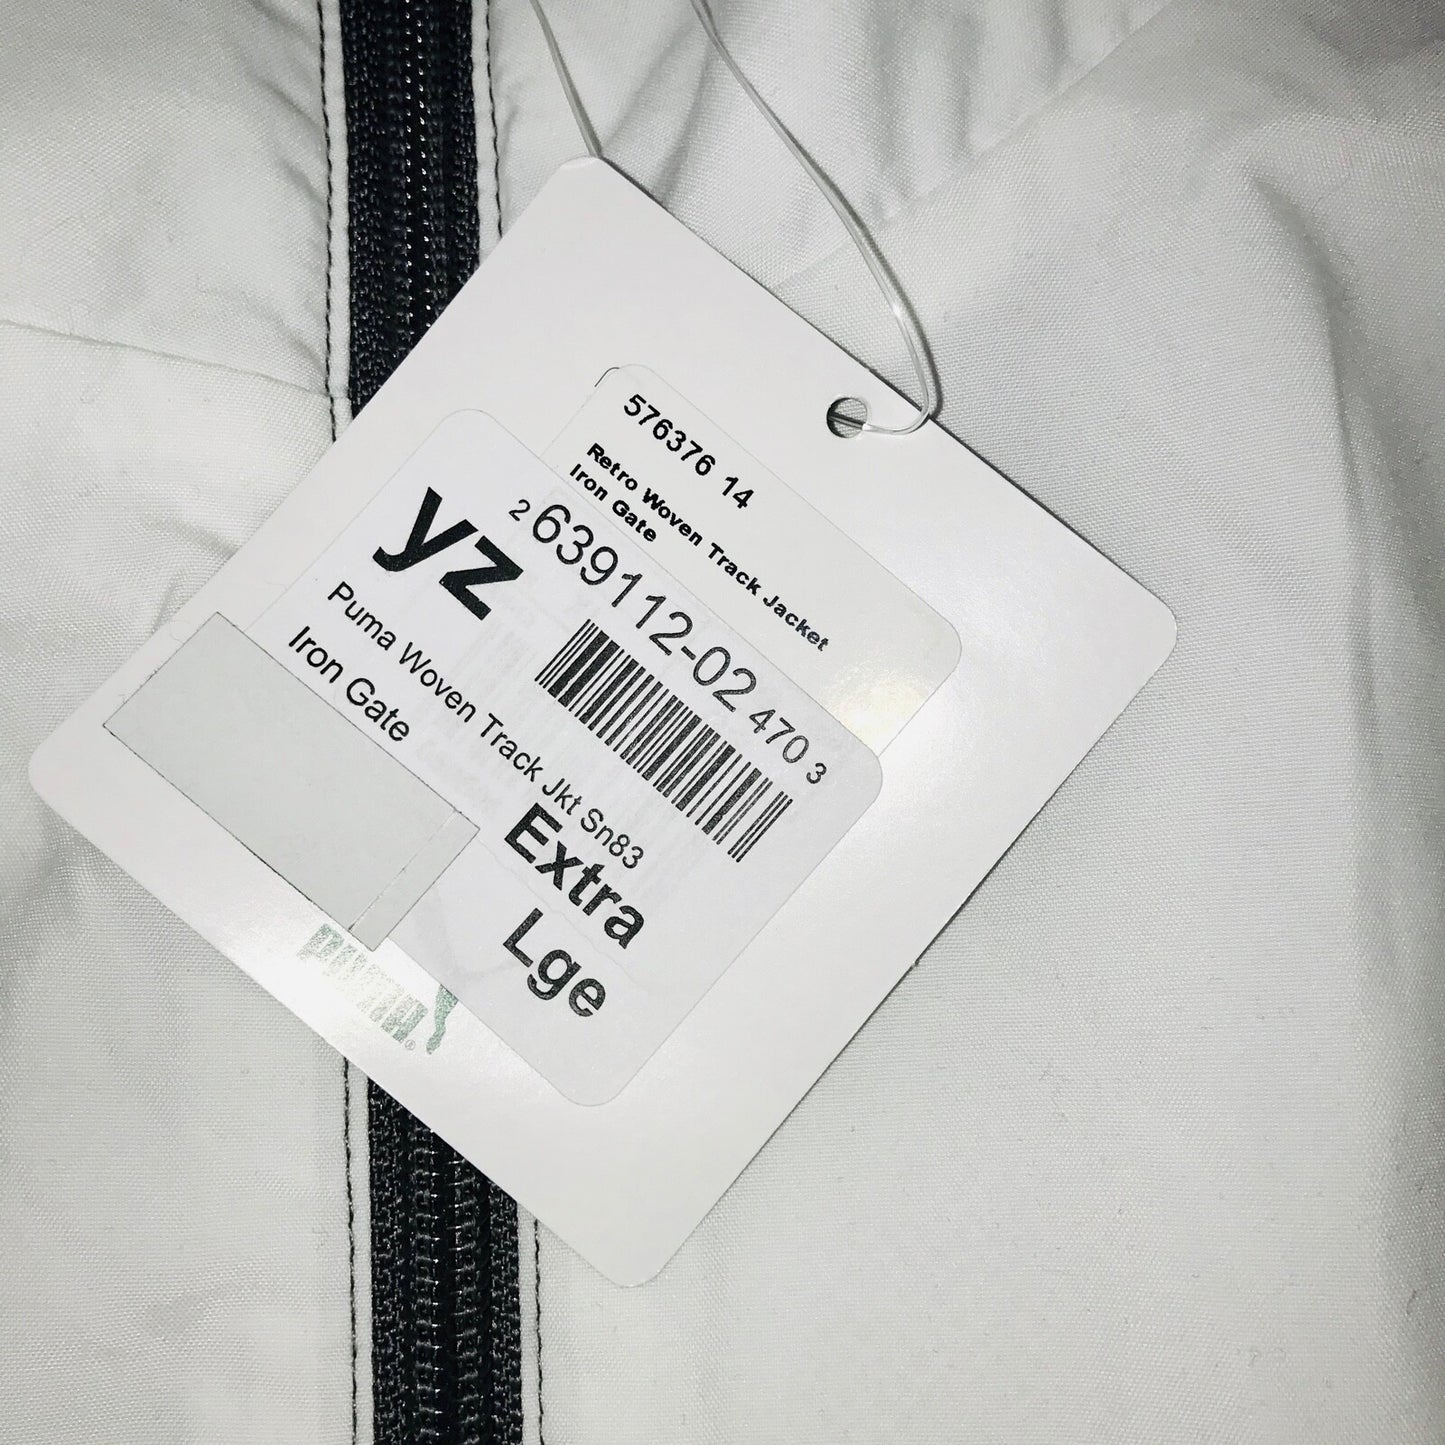 576376 14
Retro Woven Track Jacket
Iron Gate
yz
2 639112-02 470 3
Puma Woven Track Jkt Sn83
Iron Gate
Extra
Lge
PUMA®